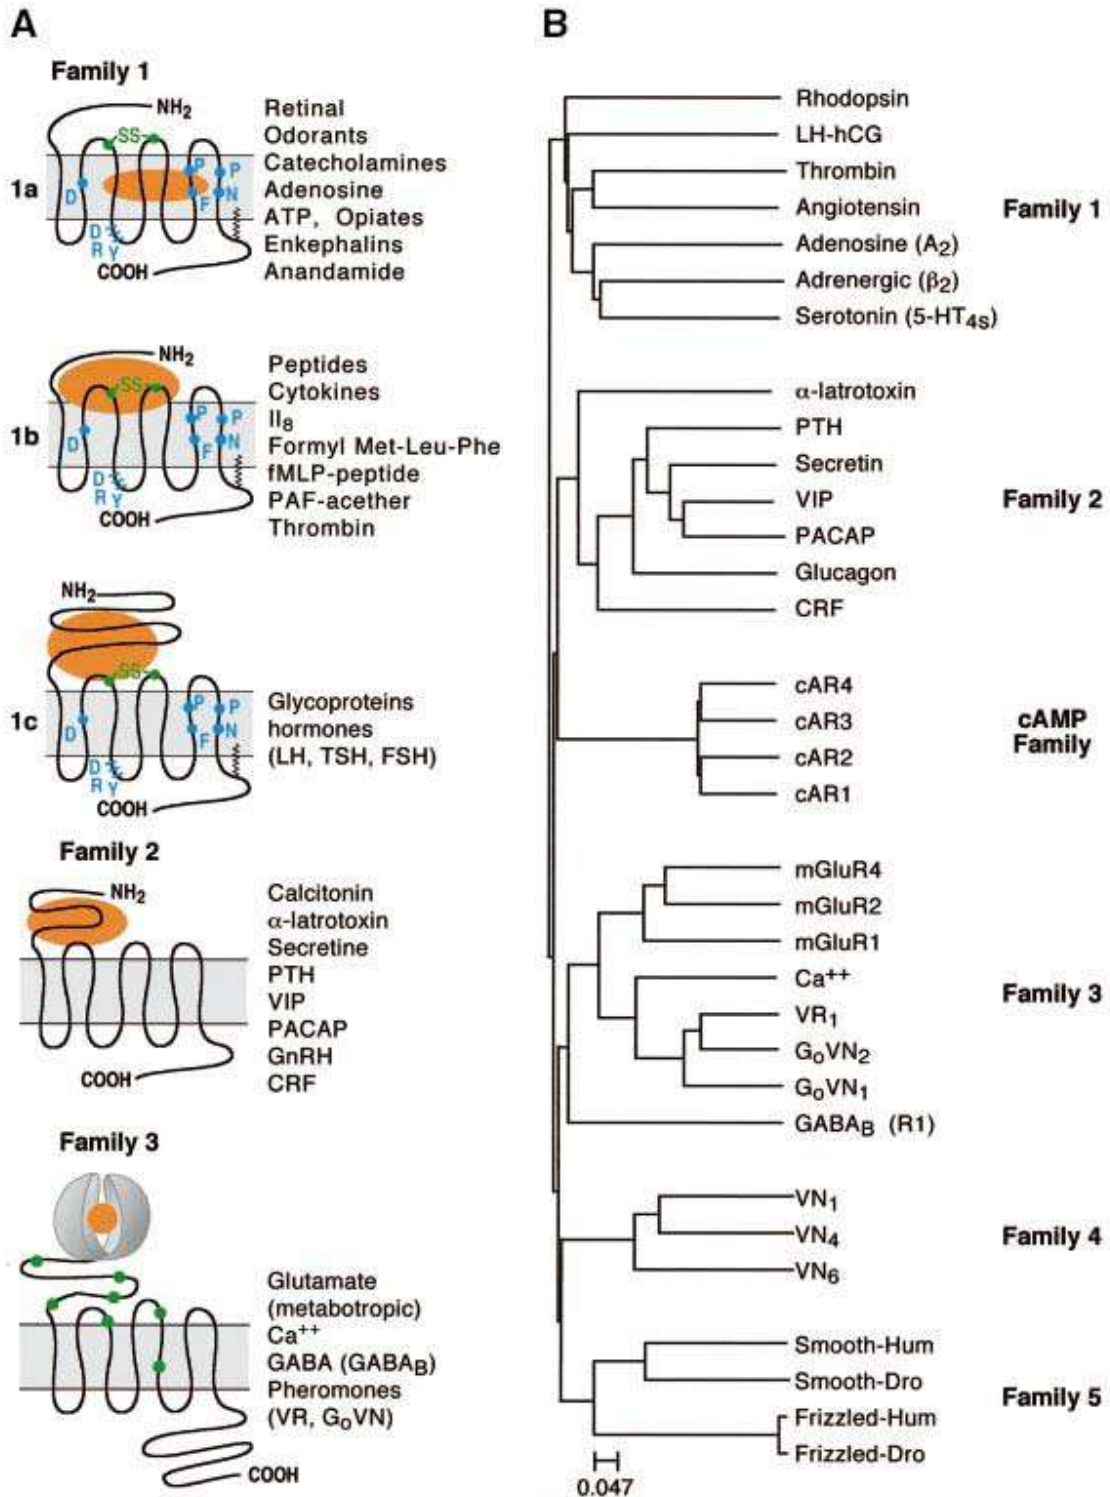 A
Family 1
NH2
SS
1a
D
P
P
F
N
D
R
Y
COOH
Retinal
Odorants
Catecholamines
Adenosine
ATP, Opiates
Enkephalins
Anandamide
NH2
SS
1b
D
P
P
F
N
D
R
Y
COOH
Peptides
Cytokines
Il8
Formyl Met-Leu-Phe
fMLP-peptide
PAF-acether
Thrombin
NH2
SS
1c
D
P
P
F
N
D
R
Y
COOH
Glycoproteins
hormones
(LH, TSH, FSH)
Family 2
NH2
COOH
Calcitonin
α-latrotoxin
Secretine
PTH
VIP
PACAP
GnRH
CRF
Family 3
Glutamate
(metabotropic)
Ca++
GABA (GABAB)
Pheromones
(VR, GoVN)
COOH
B
Rhodopsin
LH-hCG
Thrombin
Angiotensin
Adenosine (A2)
Adrenergic (β2)
Serotonin (5-HT4S)
Family 1
α-latrotoxin
PTH
Secretin
VIP
PACAP
Glucagon
CRF
Family 2
cAR4
cAR3
cAR2
cAR1
cAMP
Family
mGluR4
mGluR2
mGluR1
Ca++
VR1
GoVN2
GoVN1
GABAB (R1)
Family 3
VN1
VN4
VN6
Family 4
Smooth-Hum
Smooth-Dro
Frizzled-Hum
Frizzled-Dro
Family 5
0.047